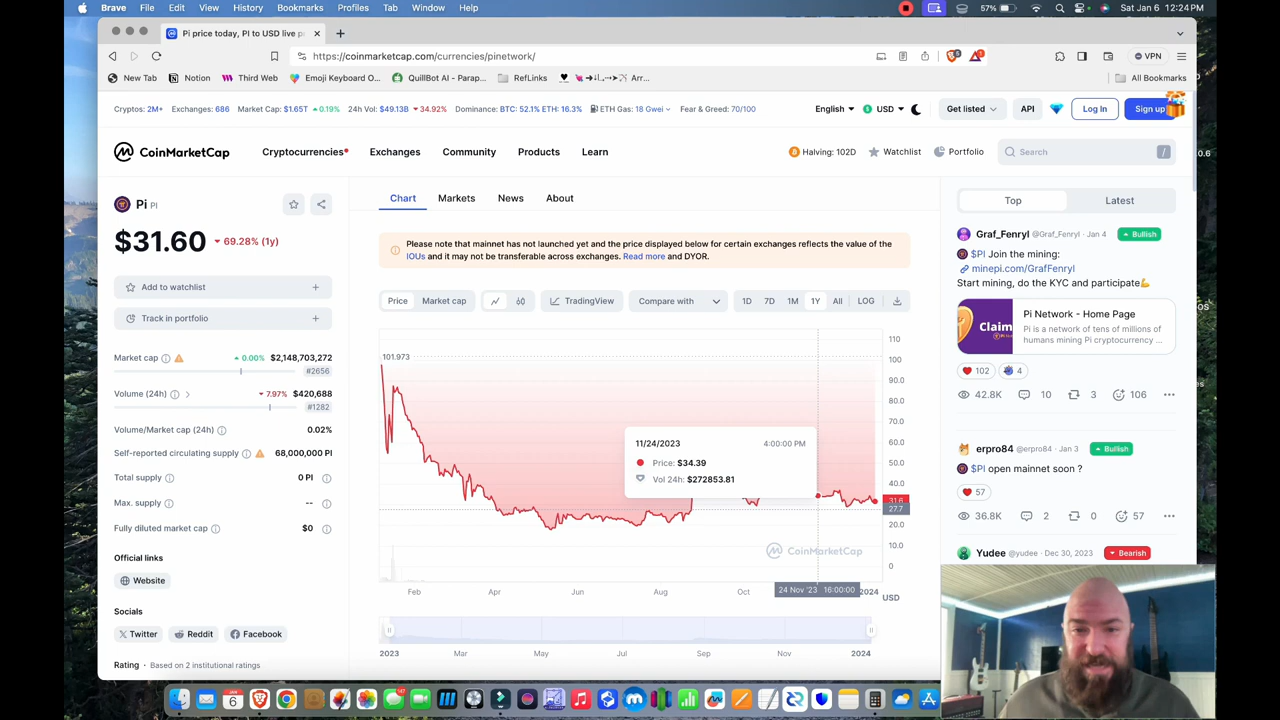 Brave File Edit View History Bookmarks Profiles Tab Window Help 57% Sat Jan 6 12:24PM
Pi price today, PI to USD live p
https://coinmarketcap.com/currencies/pinetwork/ VPN
New Tab Notion Third Web Emoji Keyboard O... QuillBot AI - Parap... RefLinks Arr... All Bookmarks
Cryptos: 2M+ Exchanges: 686 Market Cap: $1.65T 0.19% 24h Vol: $49.13B 34.92% Dominance: BTC: 52.1% ETH: 16.3% ETH Gas: 18 Gwei Fear & Greed: 70/100 English USD Get listed API Log In Sign up
CoinMarketCap Cryptocurrencies Exchanges Community Products Learn Halving: 102D Watchlist Portfolio Search /
Pi PI
$31.60 69.28% (1y)
Add to watchlist +
Track in portfolio +
Market cap 0.00% $2,148,703,272
#2656
Volume (24h) 7.97% $420,688
#1282
Volume/Market cap (24h) 0.02%
Self-reported circulating supply 68,000,000 PI
Total supply 0 PI
Max. supply --
Fully diluted market cap $0
Official links
Website
Socials
Twitter Reddit Facebook
Rating · Based on 2 institutional ratings
Chart Markets News About
Please note that mainnet has not launched yet and the price displayed below for certain exchanges reflects the value of the
IOUs and it may not be transferable across exchanges. Read more and DYOR.
Price Market cap TradingView Compare with 1D 7D 1M 1Y All LOG
101.973
110
100
90.0
80.0
70.0
60.0
50.0
40.0
31.6
27.7
20.0
10.0
0
11/24/2023 4:00:00 PM
Price: $34.39
Vol 24h: $272853.81
CoinMarketCap
Feb Apr Jun Aug Oct 24 Nov '23 16:00:00 2024 USD
2023 Mar May Jul Sep Nov 2024
Top Latest
Graf_Fenryl @Graf_Fenryl · Jan 4 Bullish
$PI Join the mining:
minepi.com/GrafFenryl
Start mining, do the KYC and participate
Claim
Pi Network - Home Page
Pi is a network of tens of millions of
humans mining Pi cryptocurrency ...
102 4
42.8K 10 3 106
erpro84 @erpro84 · Jan 3 Bullish
$PI open mainnet soon ?
57
36.8K 2 0 57
Yudee @yudee · Dec 30, 2023 Bearish